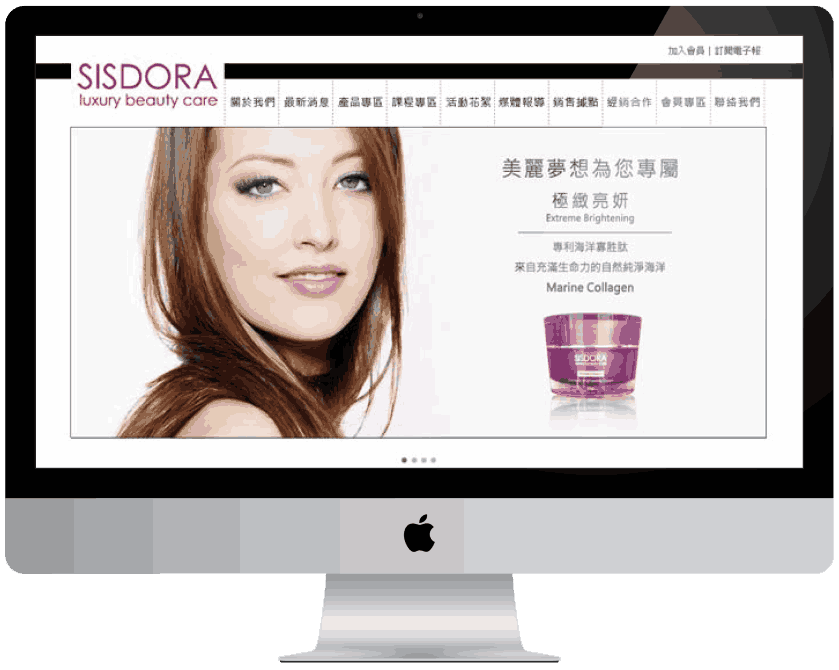 加入會員 | 訂閱電子報
SISDORA
luxury beauty care
關於我們 最新消息 產品專區 課程專區 活動花絮 媒體報導 銷售據點 經銷合作 會員專區 聯絡我們
美麗夢想為您專屬
極緻亮妍
Extreme Brightening
專利海洋寡胜肽
來自充滿生命力的自然純淨海洋
Marine Collagen
SISDORA